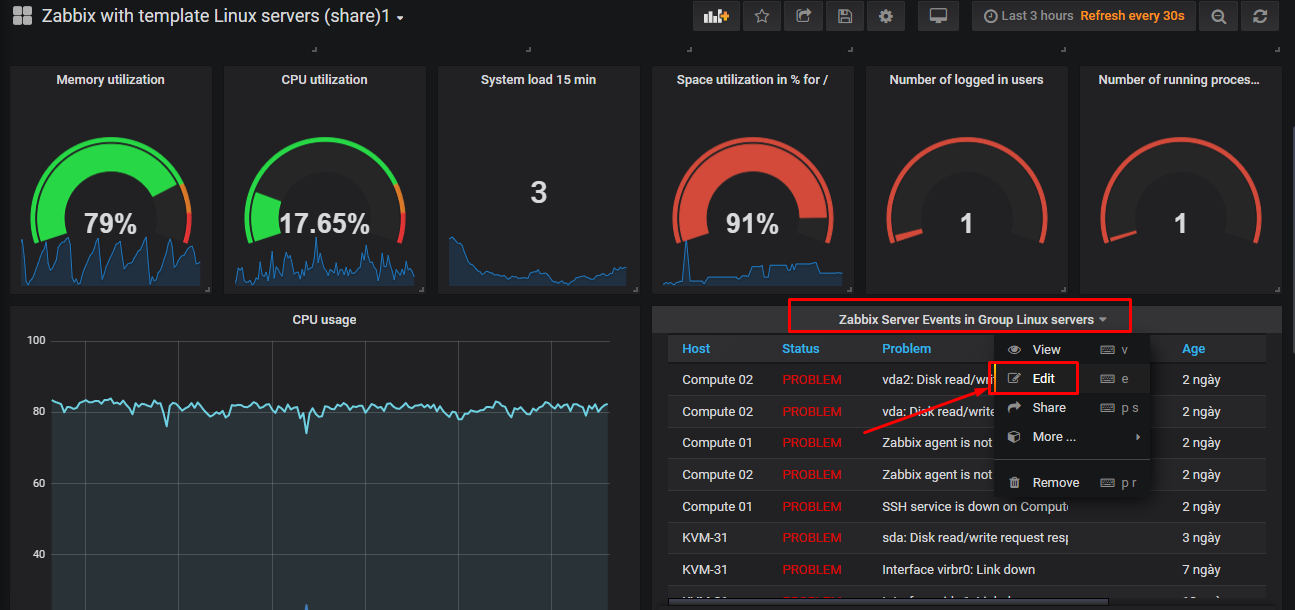 Zabbix with template Linux servers (share)1
Last 3 hours Refresh every 30s
Memory utilization
CPU utilization
System load 15 min
Space utilization in % for /
Number of logged in users
Number of running proces...
79%
17.65%
3
91%
1
1
CPU usage
100
80
60
40
Zabbix Server Events in Group Linux servers
Host Status Problem Age
Compute 02 PROBLEM vda2: Disk read/wri 2 ngày
Compute 02 PROBLEM vda: Disk read/write 2 ngày
Compute 01 PROBLEM Zabbix agent is not 2 ngày
Compute 02 PROBLEM Zabbix agent is not 2 ngày
Compute 01 PROBLEM SSH service is down on Compute 2 ngày
KVM-31 PROBLEM sda: Disk read/write request resp 3 ngày
KVM-31 PROBLEM Interface virbr0: Link down 7 ngày
View v
Edit e
Share p s
More ...
Remove p r